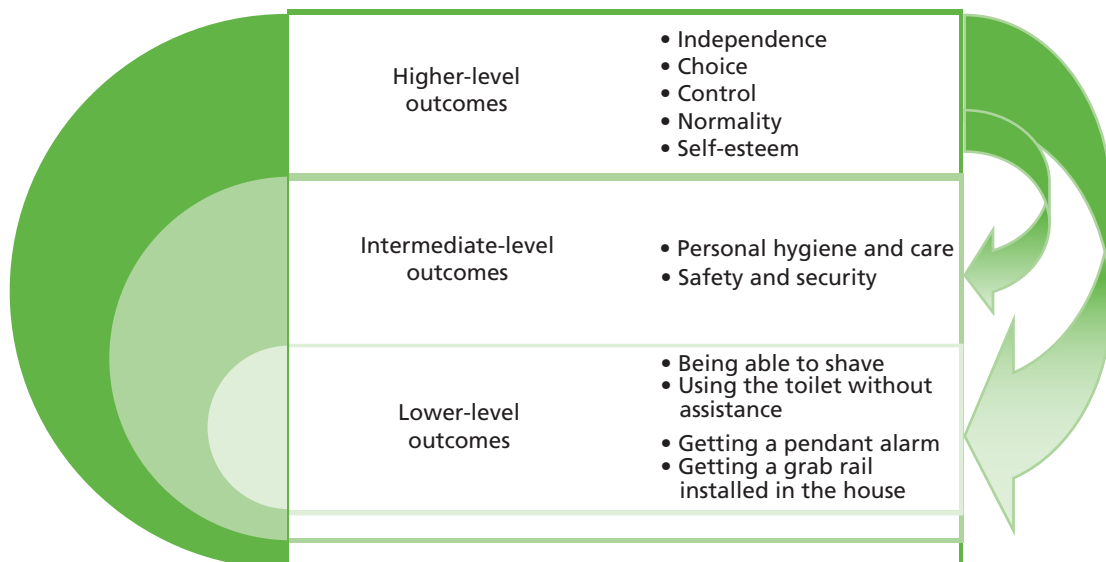 Higher-level
outcomes
• Independence
• Choice
• Control
• Normality
• Self-esteem
Intermediate-level
outcomes
• Personal hygiene and care
• Safety and security
Lower-level
outcomes
• Being able to shave
• Using the toilet without
assistance
• Getting a pendant alarm
• Getting a grab rail
installed in the house